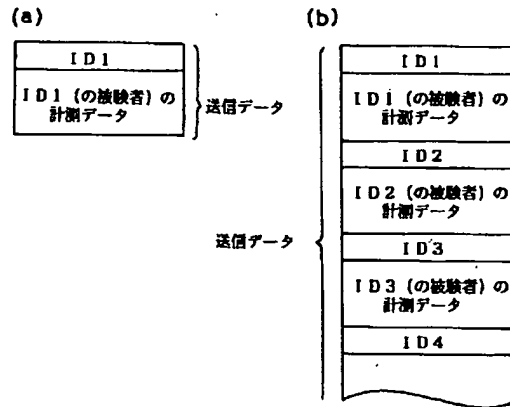 (a)
ID1
ID1(の被験者)の
計測データ
送信データ
(b)
ID1
ID1(の被験者)の
計測データ
ID2
ID2(の被験者)の
計測データ
送信データ
ID3
ID3(の被験者)の
計測データ
ID4